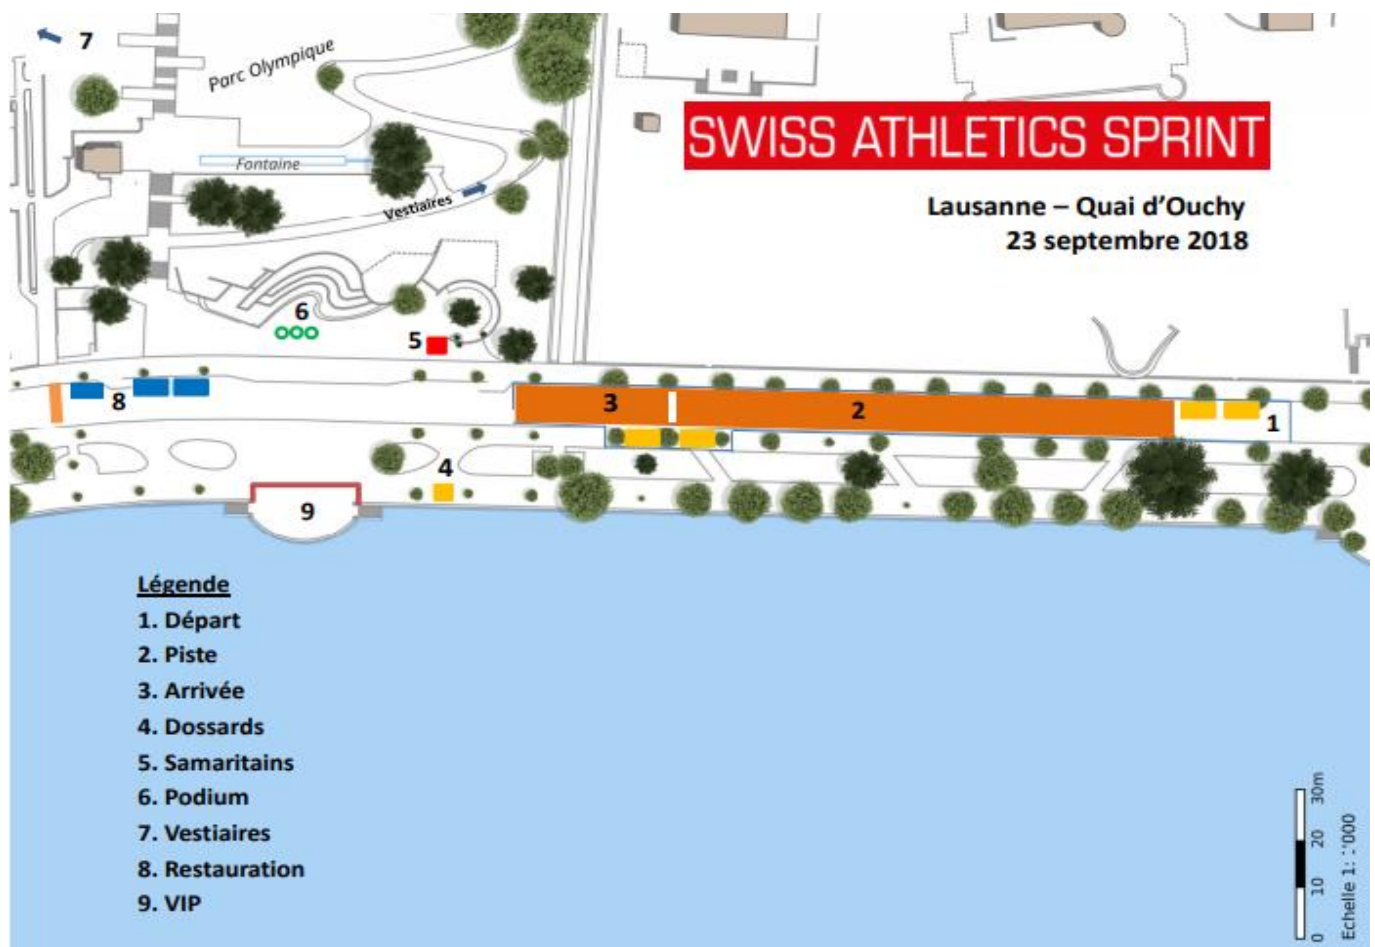 7
Parc Olympique
SWISS ATHLETICS SPRINT
Fontaine
Vestiaires
Lausanne – Quai d'Ouchy
23 septembre 2018
6
5
8
3
2
1
4
9
Légende
1. Départ
2. Piste
3. Arrivée
4. Dossards
5. Samaritains
6. Podium
7. Vestiaires
8. Restauration
9. VIP
30m
20
10
0
Echelle 1: